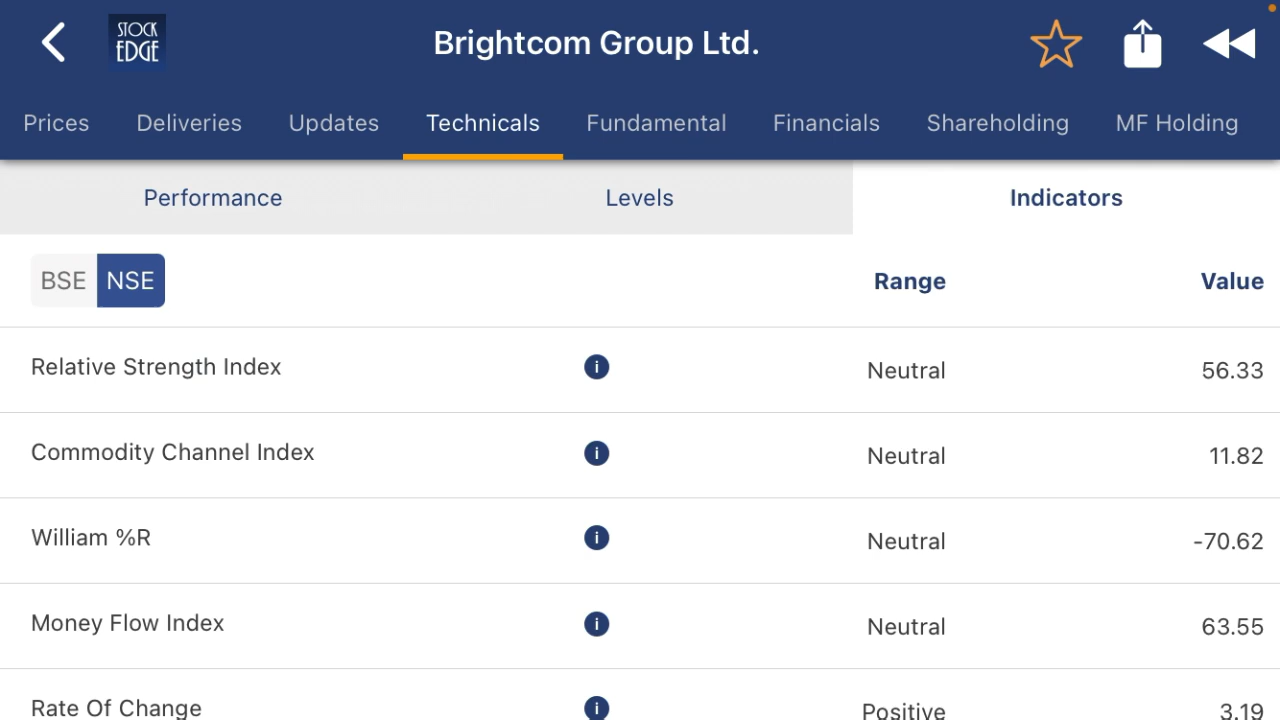 STOCK
EDGE
Brightcom Group Ltd.
Prices Deliveries Updates Technicals Fundamental Financials Shareholding MF Holding
Performance Levels Indicators
BSE NSE Range Value
Relative Strength Index i Neutral 56.33
Commodity Channel Index i Neutral 11.82
William %R i Neutral -70.62
Money Flow Index i Neutral 63.55
Rate Of Change i Positive 3.19